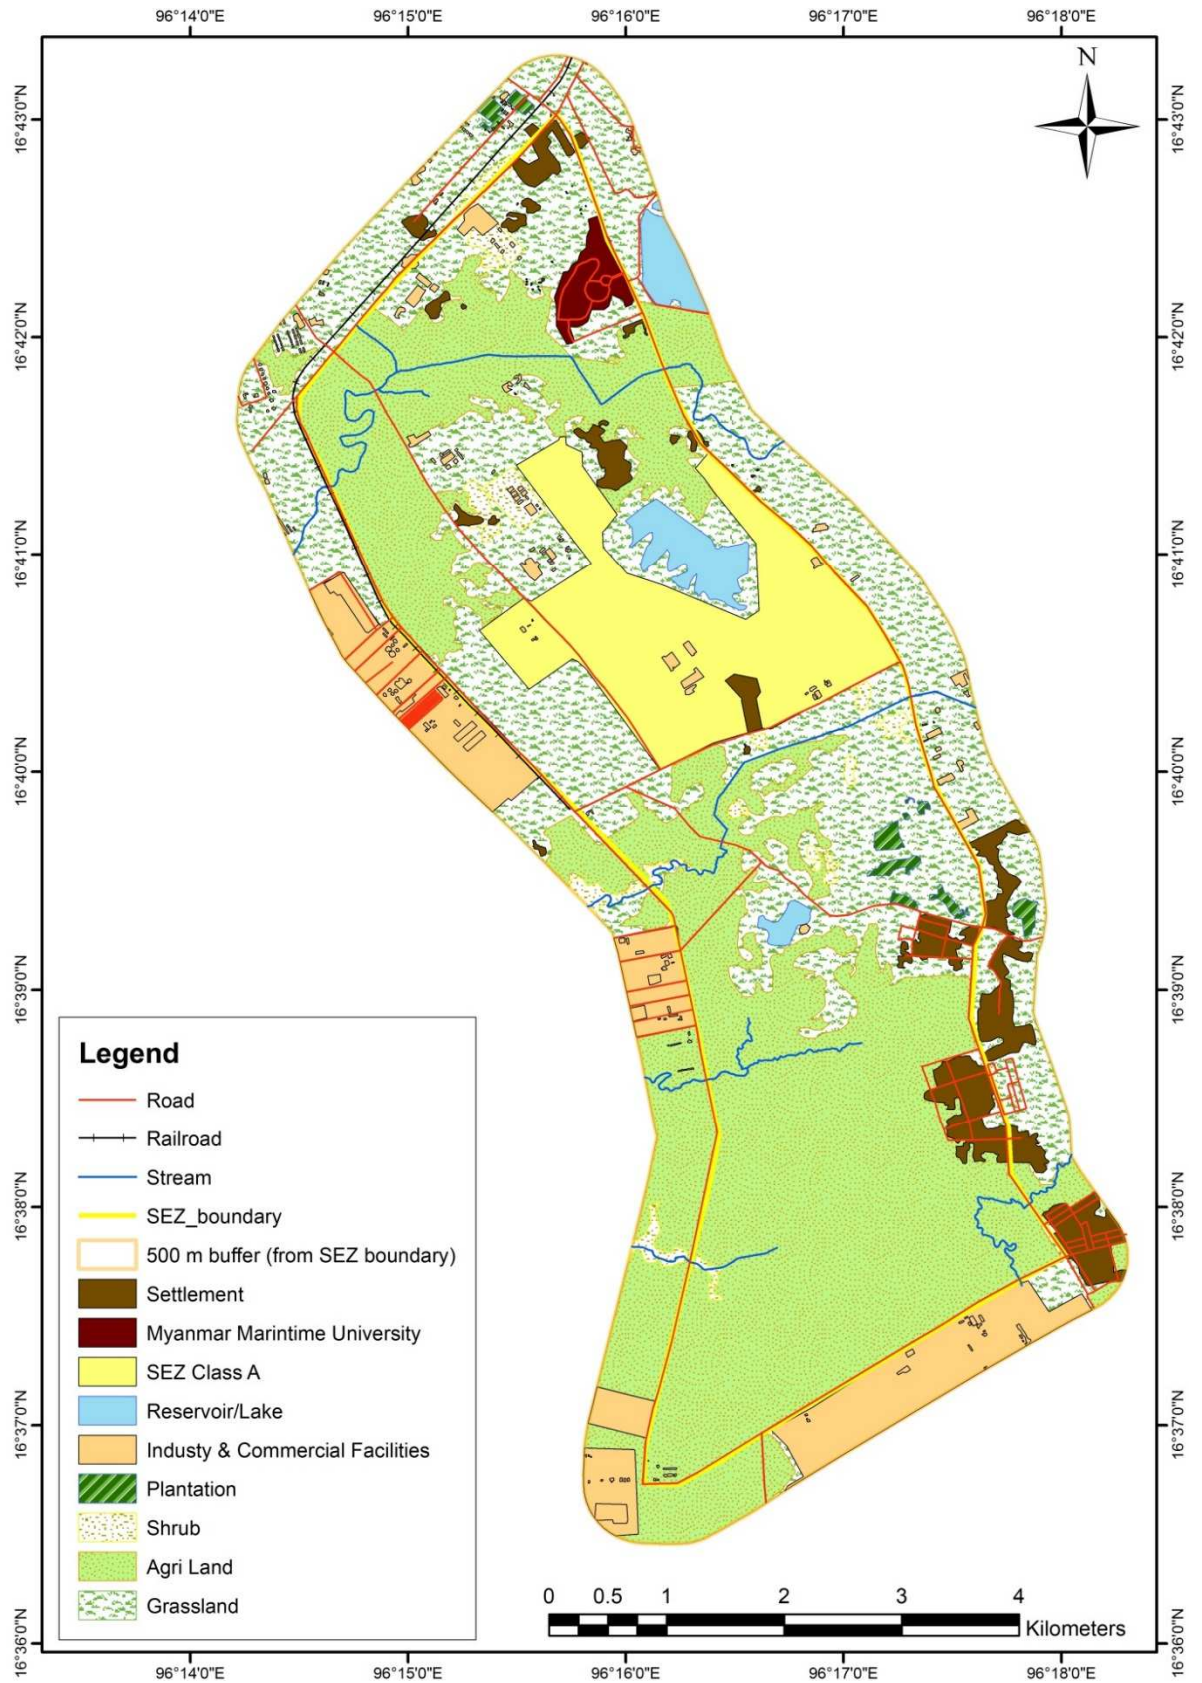 96°14'0"E 96°15'0"E 96°16'0"E 96°17'0"E 96°18'0"E
N
16°43'0"N 16°43'0"N
16°42'0"N 16°42'0"N
16°41'0"N 16°41'0"N
16°40'0"N 16°40'0"N
16°39'0"N 16°39'0"N
Legend
Road
Railroad
Stream
SEZ_boundary
500 m buffer (from SEZ boundary)
Settlement
Myanmar Marintime University
SEZ Class A
Reservoir/Lake
Industy & Commercial Facilities
Plantation
Shrub
Agri Land
Grassland
16°38'0"N 16°38'0"N
16°37'0"N 16°37'0"N
0 0.5 1 2 3 4
Kilometers
16°36'0"N 16°36'0"N
96°14'0"E 96°15'0"E 96°16'0"E 96°17'0"E 96°18'0"E